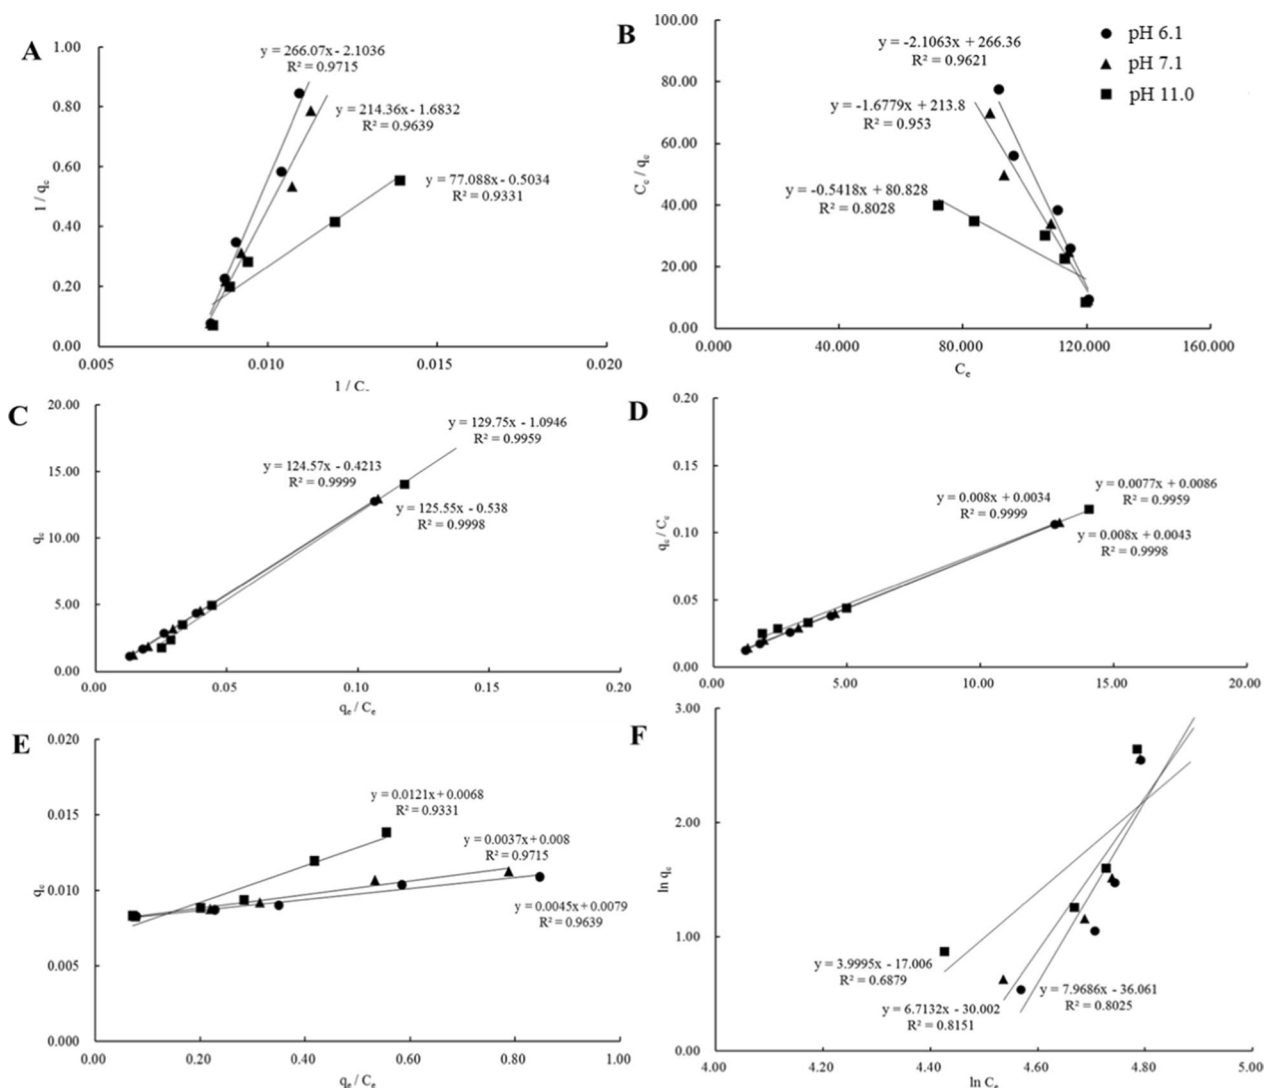 A
1.00
0.80
0.60
0.40
0.20
0.00
1 / qe
y = 266.07x - 2.1036
R² = 0.9715
y = 214.36x - 1.6832
R² = 0.9639
y = 77.088x - 0.5034
R² = 0.9331
0.005
0.010
0.015
0.020
1 / Ce
B
100.00
80.00
60.00
40.00
20.00
0.00
Ce / qe
y = -2.1063x + 266.36
R² = 0.9621
y = -1.6779x + 213.8
R² = 0.953
y = -0.5418x + 80.828
R² = 0.8028
pH 6.1
pH 7.1
pH 11.0
0.000
40.000
80.000
120.000
160.000
Ce
C
20.00
15.00
10.00
5.00
0.00
qe
y = 129.75x - 1.0946
R² = 0.9959
y = 124.57x - 0.4213
R² = 0.9999
y = 125.55x - 0.538
R² = 0.9998
0.00
0.05
0.10
0.15
0.20
qe / Ce
D
0.20
0.15
0.10
0.05
0.00
qe / Ce
y = 0.008x + 0.0034
R² = 0.9999
y = 0.0077x + 0.0086
R² = 0.9959
y = 0.008x + 0.0043
R² = 0.9998
0.00
5.00
10.00
15.00
20.00
E
0.020
0.015
0.010
0.005
0.000
qe
y = 0.0121x + 0.0068
R² = 0.9331
y = 0.0037x + 0.008
R² = 0.9715
y = 0.0045x + 0.0079
R² = 0.9639
0.00
0.20
0.40
0.60
0.80
1.00
qe / Ce
F
3.00
2.00
1.00
0.00
ln qe
y = 3.9995x - 17.006
R² = 0.6879
y = 6.7132x - 30.002
R² = 0.8151
y = 7.9686x - 36.061
R² = 0.8025
4.00
4.20
4.40
4.60
4.80
5.00
ln Ce